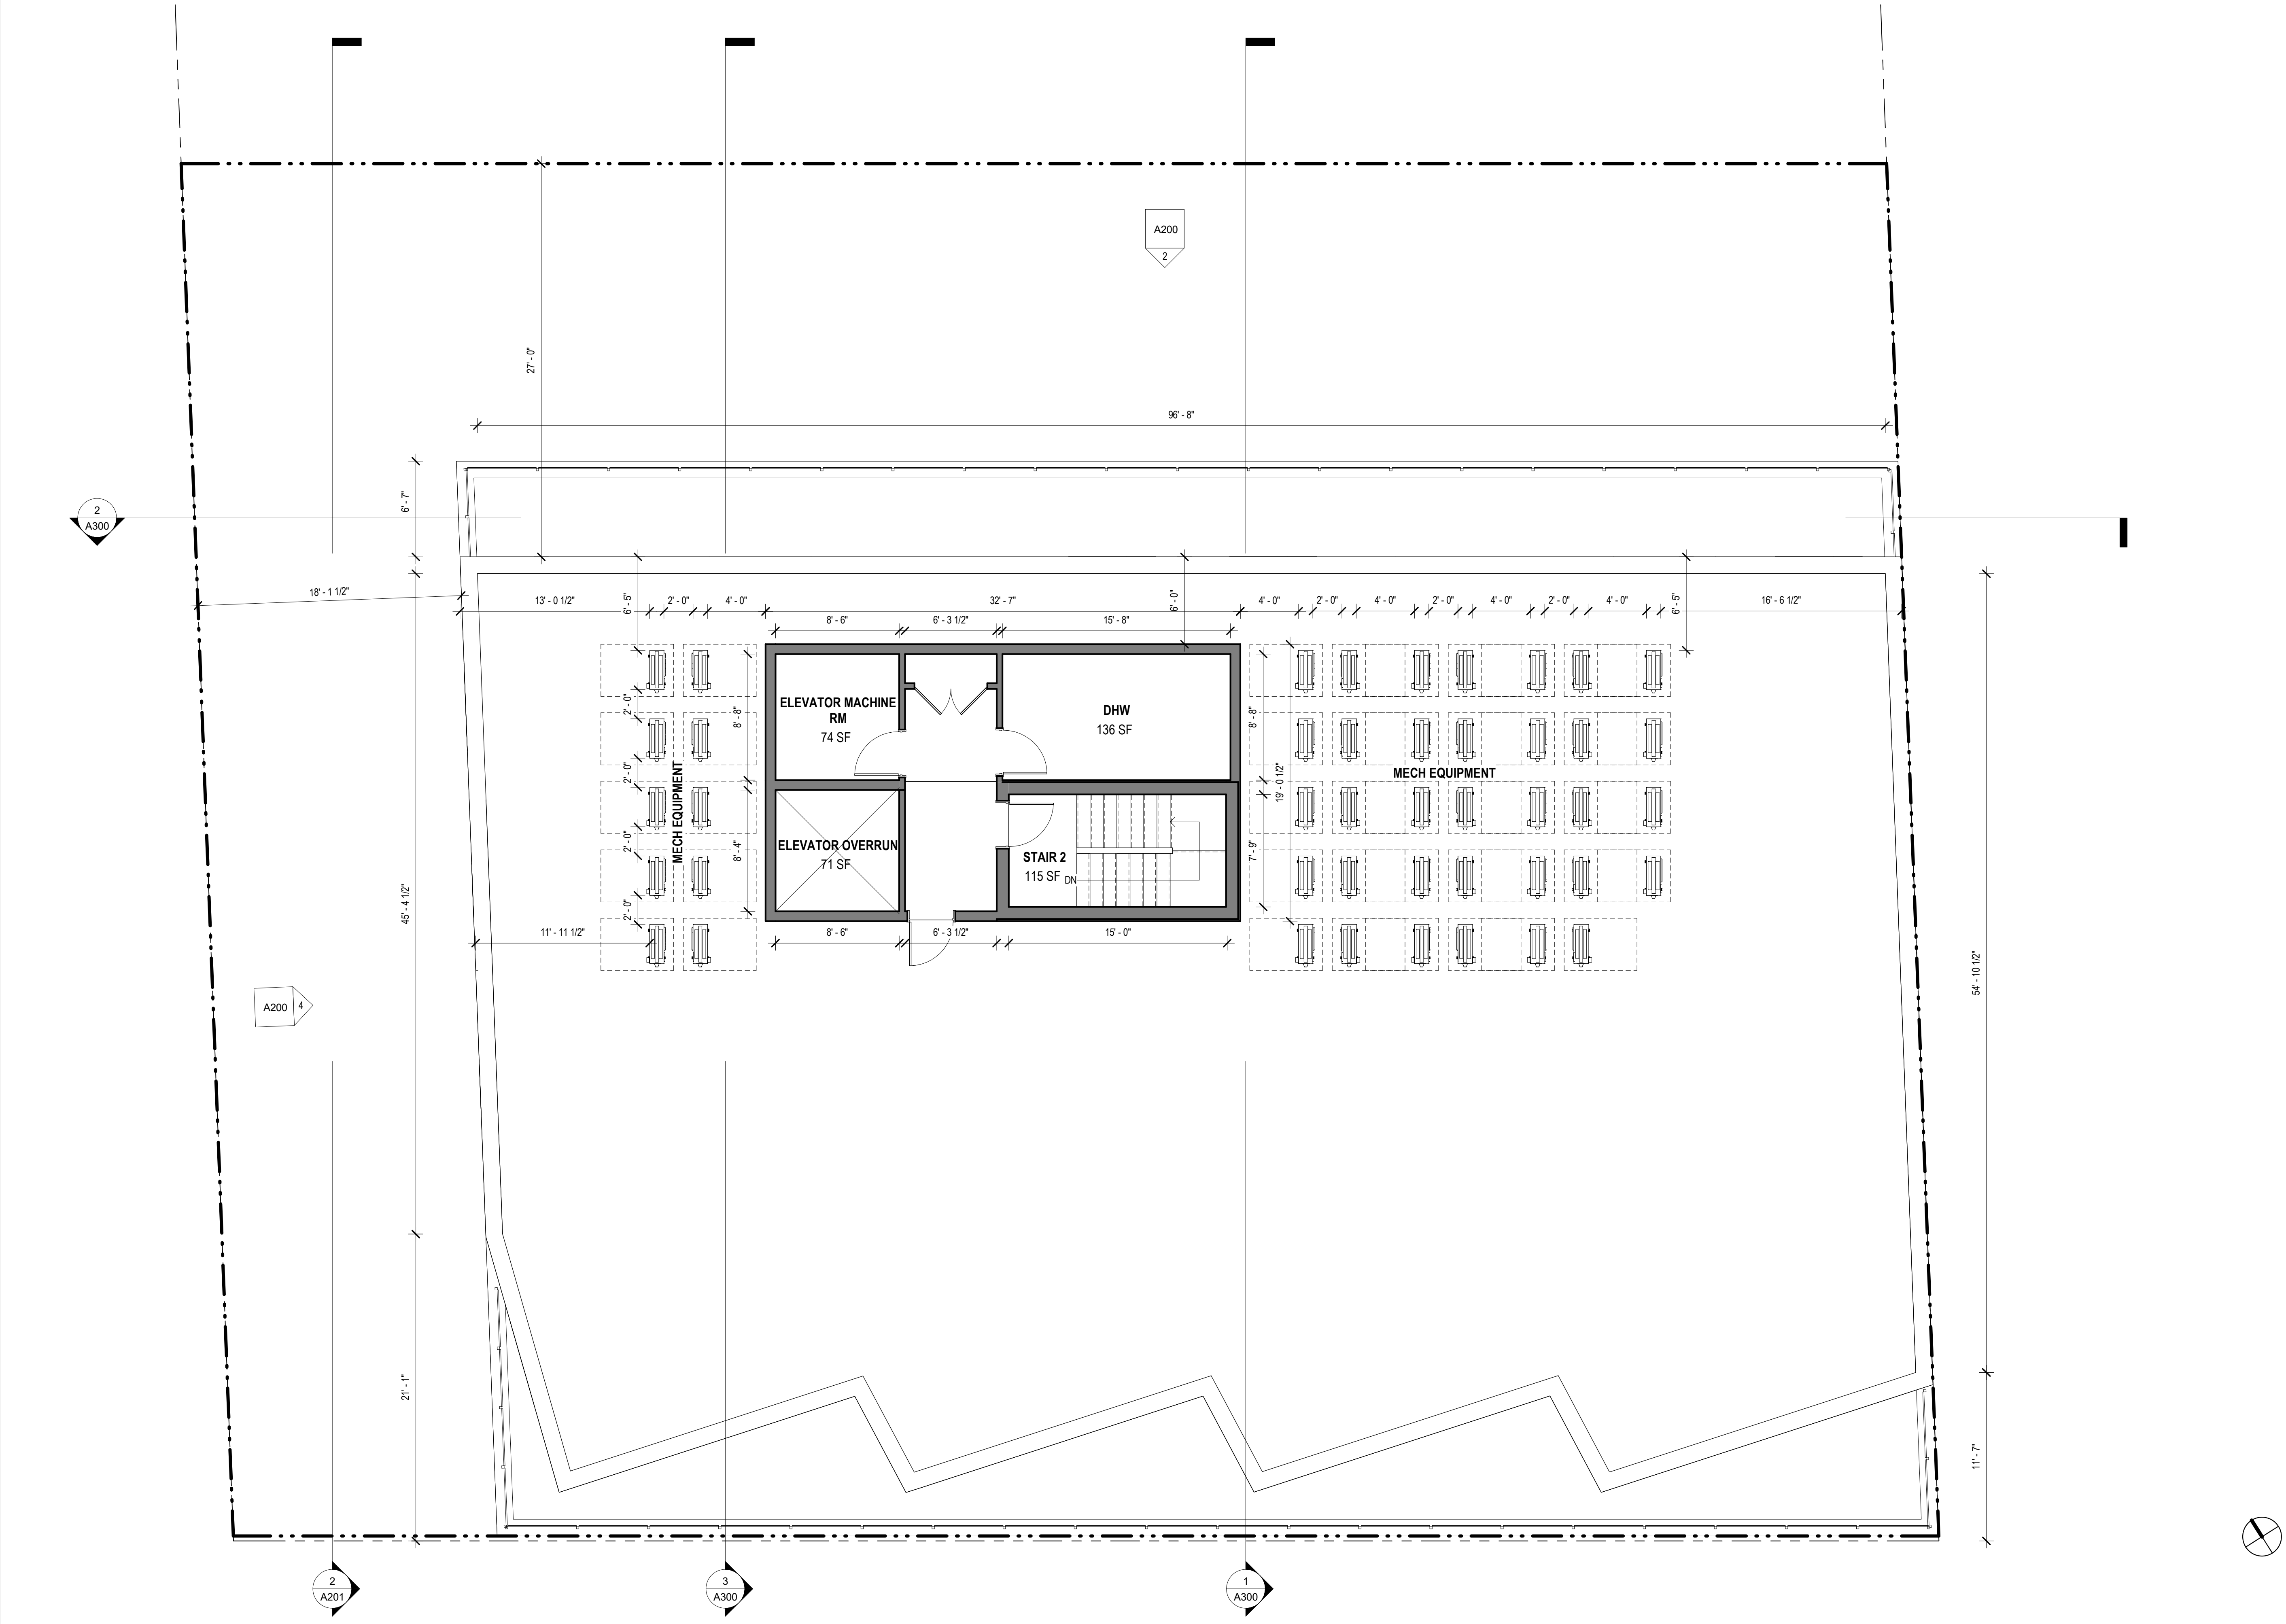 A200
2
27' - 0"
96' - 8"
6' - 7"
2
A300
18' - 1 1/2"
13' - 0 1/2"
6' - 5"
2' - 0"
4' - 0"
32' - 7"
6' - 0"
4' - 0"
2' - 0"
4' - 0"
2' - 0"
4' - 0"
2' - 0"
4' - 0"
6' - 5"
16' - 6 1/2"
8' - 6"
6' - 3 1/2"
15' - 8"
2' - 0"
2' - 0"
2' - 0"
2' - 0"
MECH EQUIPMENT
8' - 8"
8' - 4"
ELEVATOR MACHINE
RM
74 SF
DHW
136 SF
8' - 8"
19' - 0 1/2"
7' - 9"
MECH EQUIPMENT
ELEVATOR OVERRUN
71 SF
STAIR 2
115 SF
DN
45' - 4 1/2"
11' - 11 1/2"
8' - 6"
6' - 3 1/2"
15' - 0"
54' - 10 1/2"
A200
4
21' - 1"
11' - 7"
2
A201
3
A300
1
A300